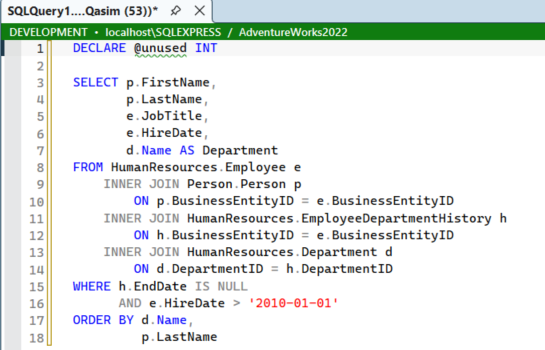 SQLQuery1....Qasim (53))*
DEVELOPMENT • localhost\SQLEXPRESS / AdventureWorks2022
1 DECLARE @unused INT
2
3 SELECT p.FirstName,
4 p.LastName,
5 e.JobTitle,
6 e.HireDate,
7 d.Name AS Department
8 FROM HumanResources.Employee e
9 INNER JOIN Person.Person p
10 ON p.BusinessEntityID = e.BusinessEntityID
11 INNER JOIN HumanResources.EmployeeDepartmentHistory h
12 ON h.BusinessEntityID = e.BusinessEntityID
13 INNER JOIN HumanResources.Department d
14 ON d.DepartmentID = h.DepartmentID
15 WHERE h.EndDate IS NULL
16 AND e.HireDate > '2010-01-01'
17 ORDER BY d.Name,
18 p.LastName